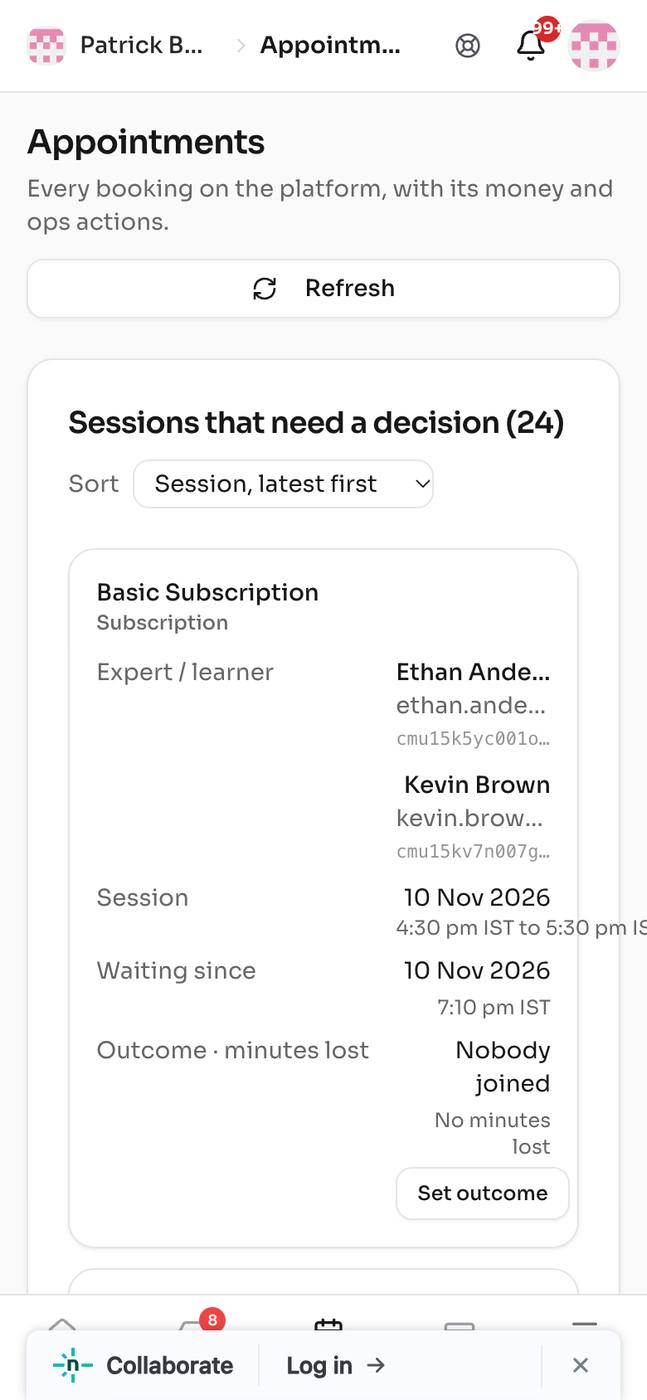 Patrick B... > Appointm... 99+
Appointments
Every booking on the platform, with its money and
ops actions.
Refresh
Sessions that need a decision (24)
Sort Session, latest first
Basic Subscription
Subscription
Expert / learner Ethan Ande...
ethan.ande...
cmu15k5yc001o…
Kevin Brown
kevin.brow...
cmu15kv7n007g…
Session 10 Nov 2026
4:30 pm IST to 5:30 pm IS
Waiting since 10 Nov 2026
7:10 pm IST
Outcome · minutes lost Nobody
joined
No minutes
lost
Set outcome
8
Collaborate Log in →